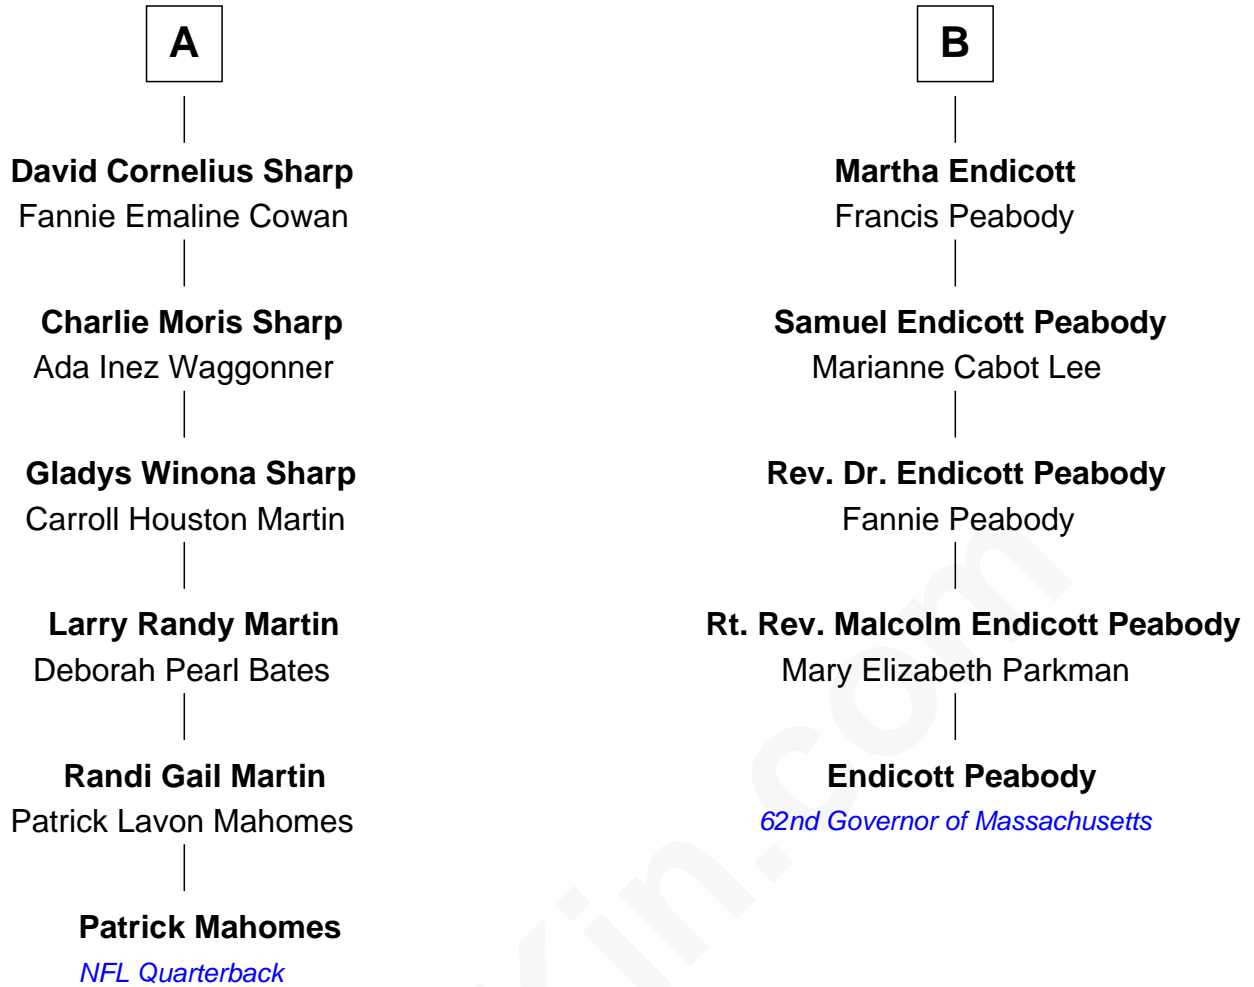 A
David Cornelius Sharp
Fannie Emaline Cowan
Charlie Moris Sharp
Ada Inez Waggonner
Gladys Winona Sharp
Carroll Houston Martin
Larry Randy Martin
Deborah Pearl Bates
Randi Gail Martin
Patrick Lavon Mahomes
Patrick Mahomes
NFL Quarterback
B
Martha Endicott
Francis Peabody
Samuel Endicott Peabody
Marianne Cabot Lee
Rev. Dr. Endicott Peabody
Fannie Peabody
Rt. Rev. Malcolm Endicott Peabody
Mary Elizabeth Parkman
Endicott Peabody
62nd Governor of Massachusetts
Kin.com